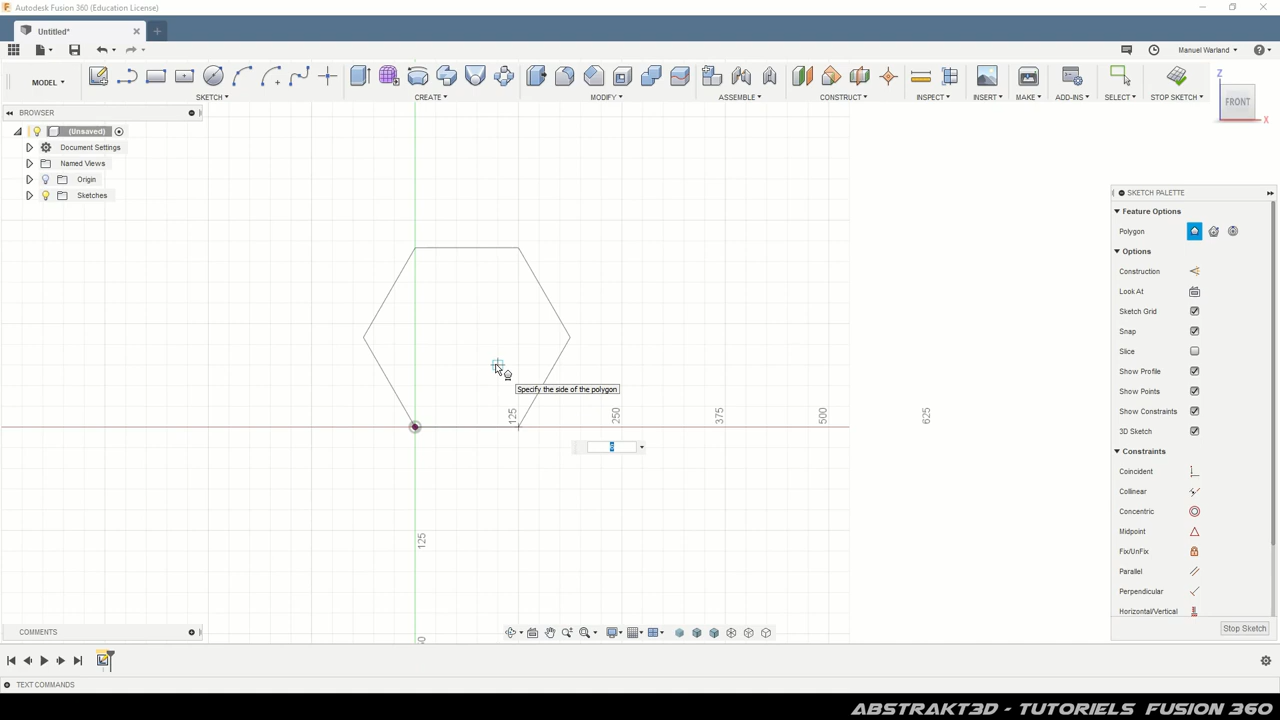 Autodesk Fusion 360 (Education License)
Untitled*
Manuel Warland
MODEL
SKETCH
CREATE
MODIFY
ASSEMBLE
CONSTRUCT
INSPECT
INSERT
MAKE
ADD-INS
SELECT
STOP SKETCH
Z
FRONT
X
BROWSER
(Unsaved)
Document Settings
Named Views
Origin
Sketches
SKETCH PALETTE
Feature Options
Polygon
Options
Construction
Look At
Sketch Grid
Snap
Slice
Show Profile
Show Points
Show Constraints
3D Sketch
Constraints
Coincident
Collinear
Concentric
Midpoint
Fix/UnFix
Parallel
Perpendicular
Horizontal/Vertical
Stop Sketch
Specify the side of the polygon
125
250
375
500
625
125
COMMENTS
TEXT COMMANDS
ABSTRAKT3D - TUTORIELS FUSION 360